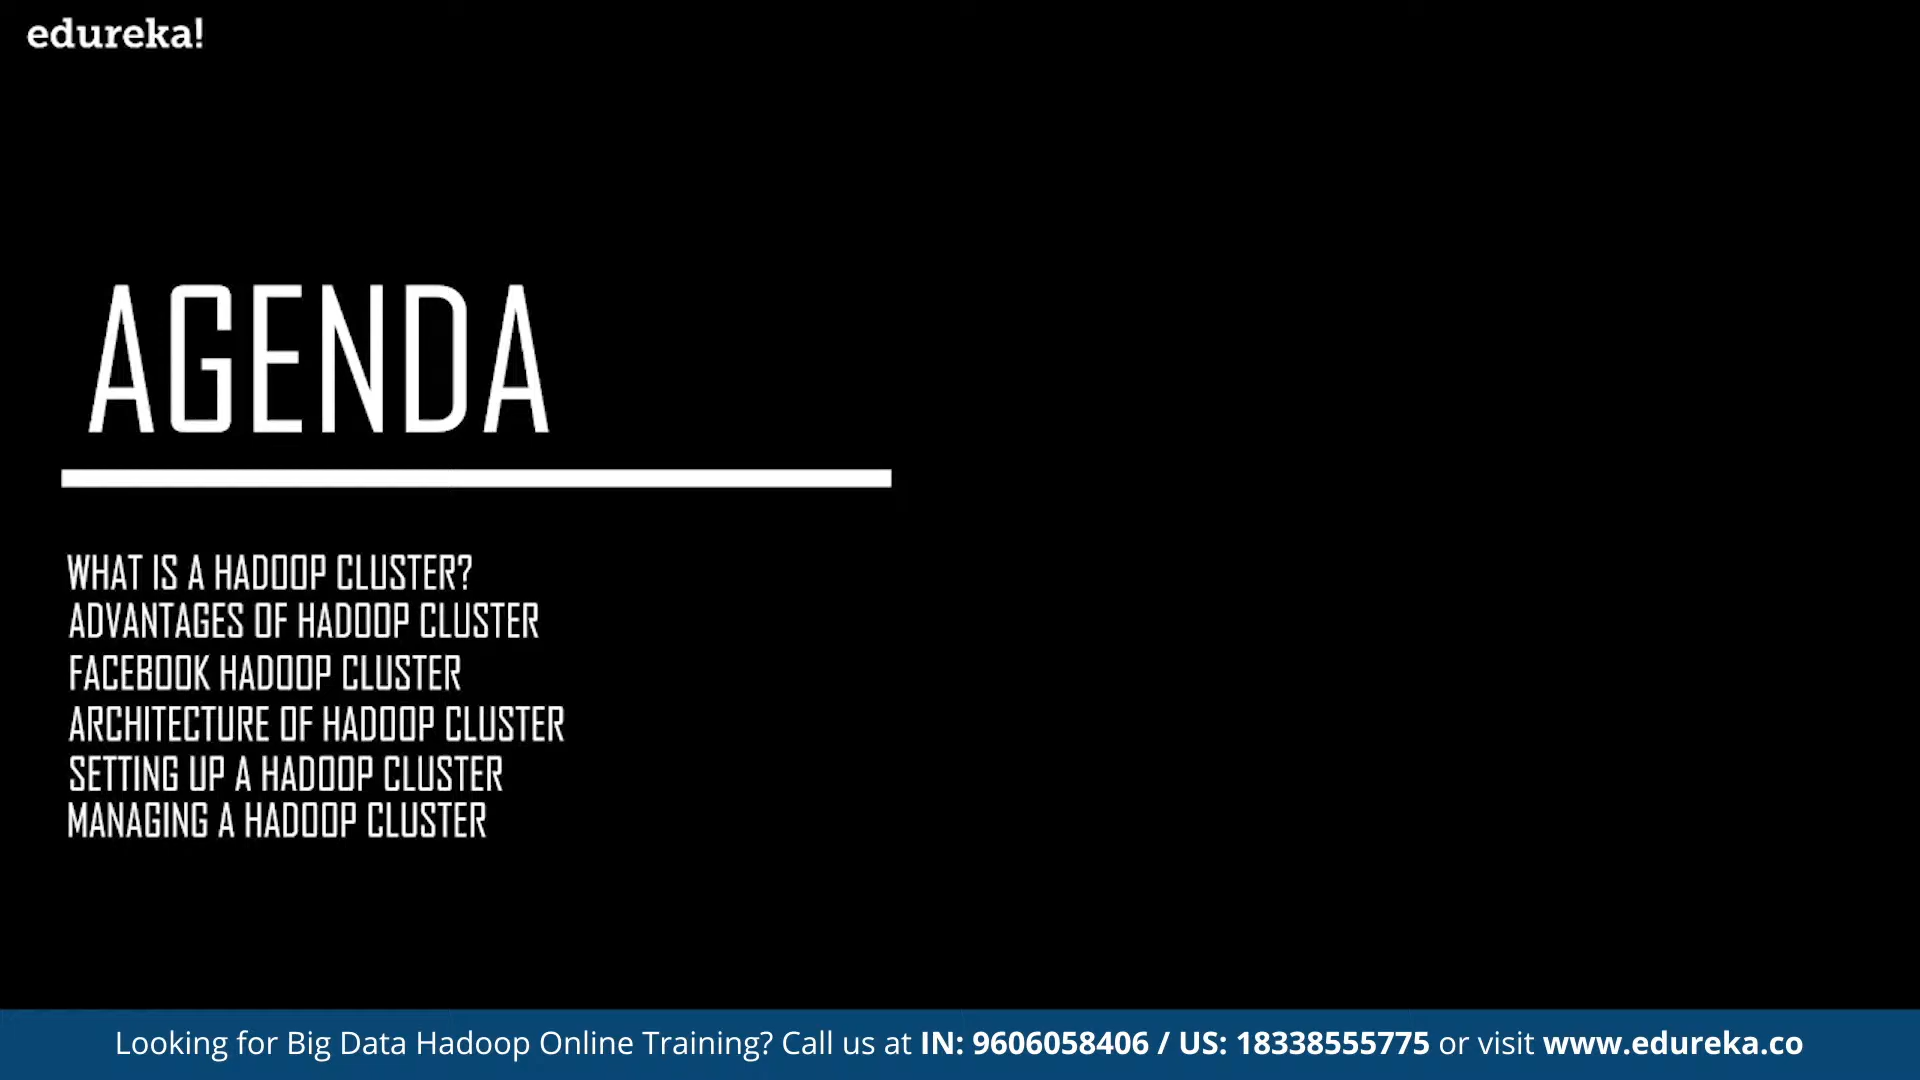 edureka!
AGENDA
WHAT IS A HADOOP CLUSTER?
ADVANTAGES OF HADOOP CLUSTER
FACEBOOK HADOOP CLUSTER
ARCHITECTURE OF HADOOP CLUSTER
SETTING UP A HADOOP CLUSTER
MANAGING A HADOOP CLUSTER
Looking for Big Data Hadoop Online Training? Call us at IN: 9606058406 / US: 18338555775 or visit www.edureka.co